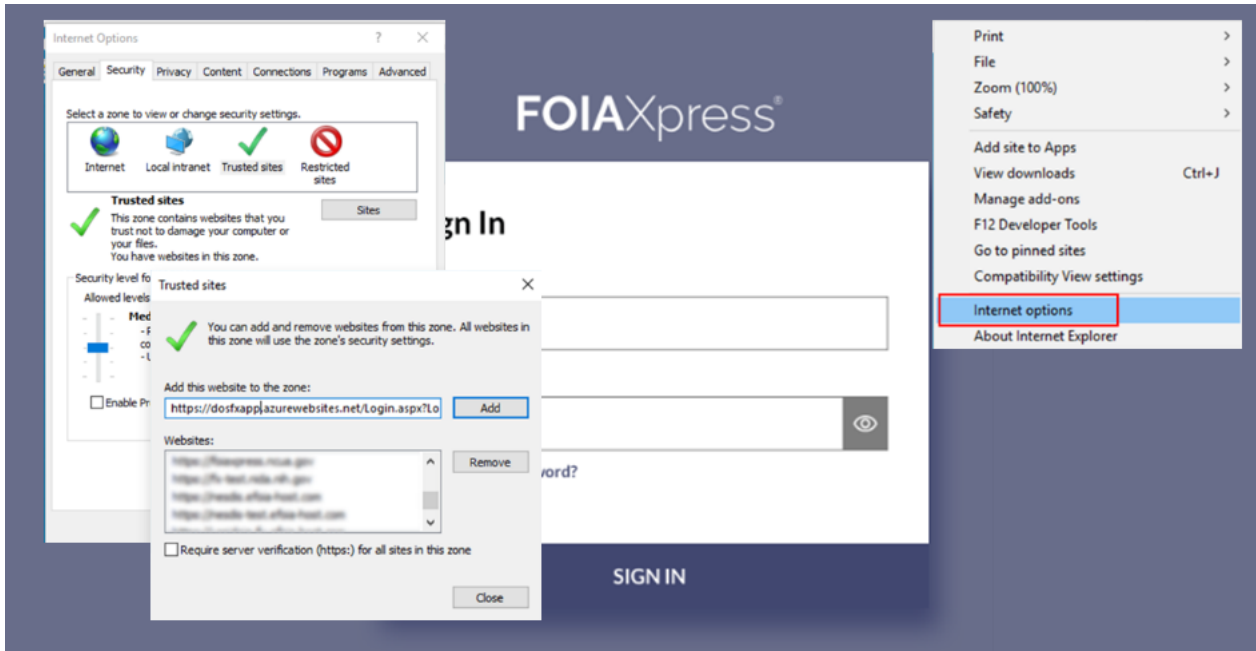 Internet Options ?
General Security Privacy Content Connections Programs Advanced
Select a zone to view or change security settings.
Internet Local intranet Trusted sites Restricted sites
Trusted sites
This zone contains websites that you
trust not to damage your computer or
your files.
You have websites in this zone.
Sites
Security level fo
Allowed levels
Med
- F
co
- U
Enable Pr
Trusted sites
You can add and remove websites from this zone. All websites in
this zone will use the zone's security settings.
Add this website to the zone:
https://dosfxapp.azurewebsites.net/Login.aspx?Lo Add
Websites:
Remove
Require server verification (https:) for all sites in this zone
Close
FOIAXpress®
gn In
word?
SIGN IN
Print >
File >
Zoom (100%) >
Safety >
Add site to Apps
View downloads Ctrl+J
Manage add-ons
F12 Developer Tools
Go to pinned sites
Compatibility View settings
Internet options
About Internet Explorer